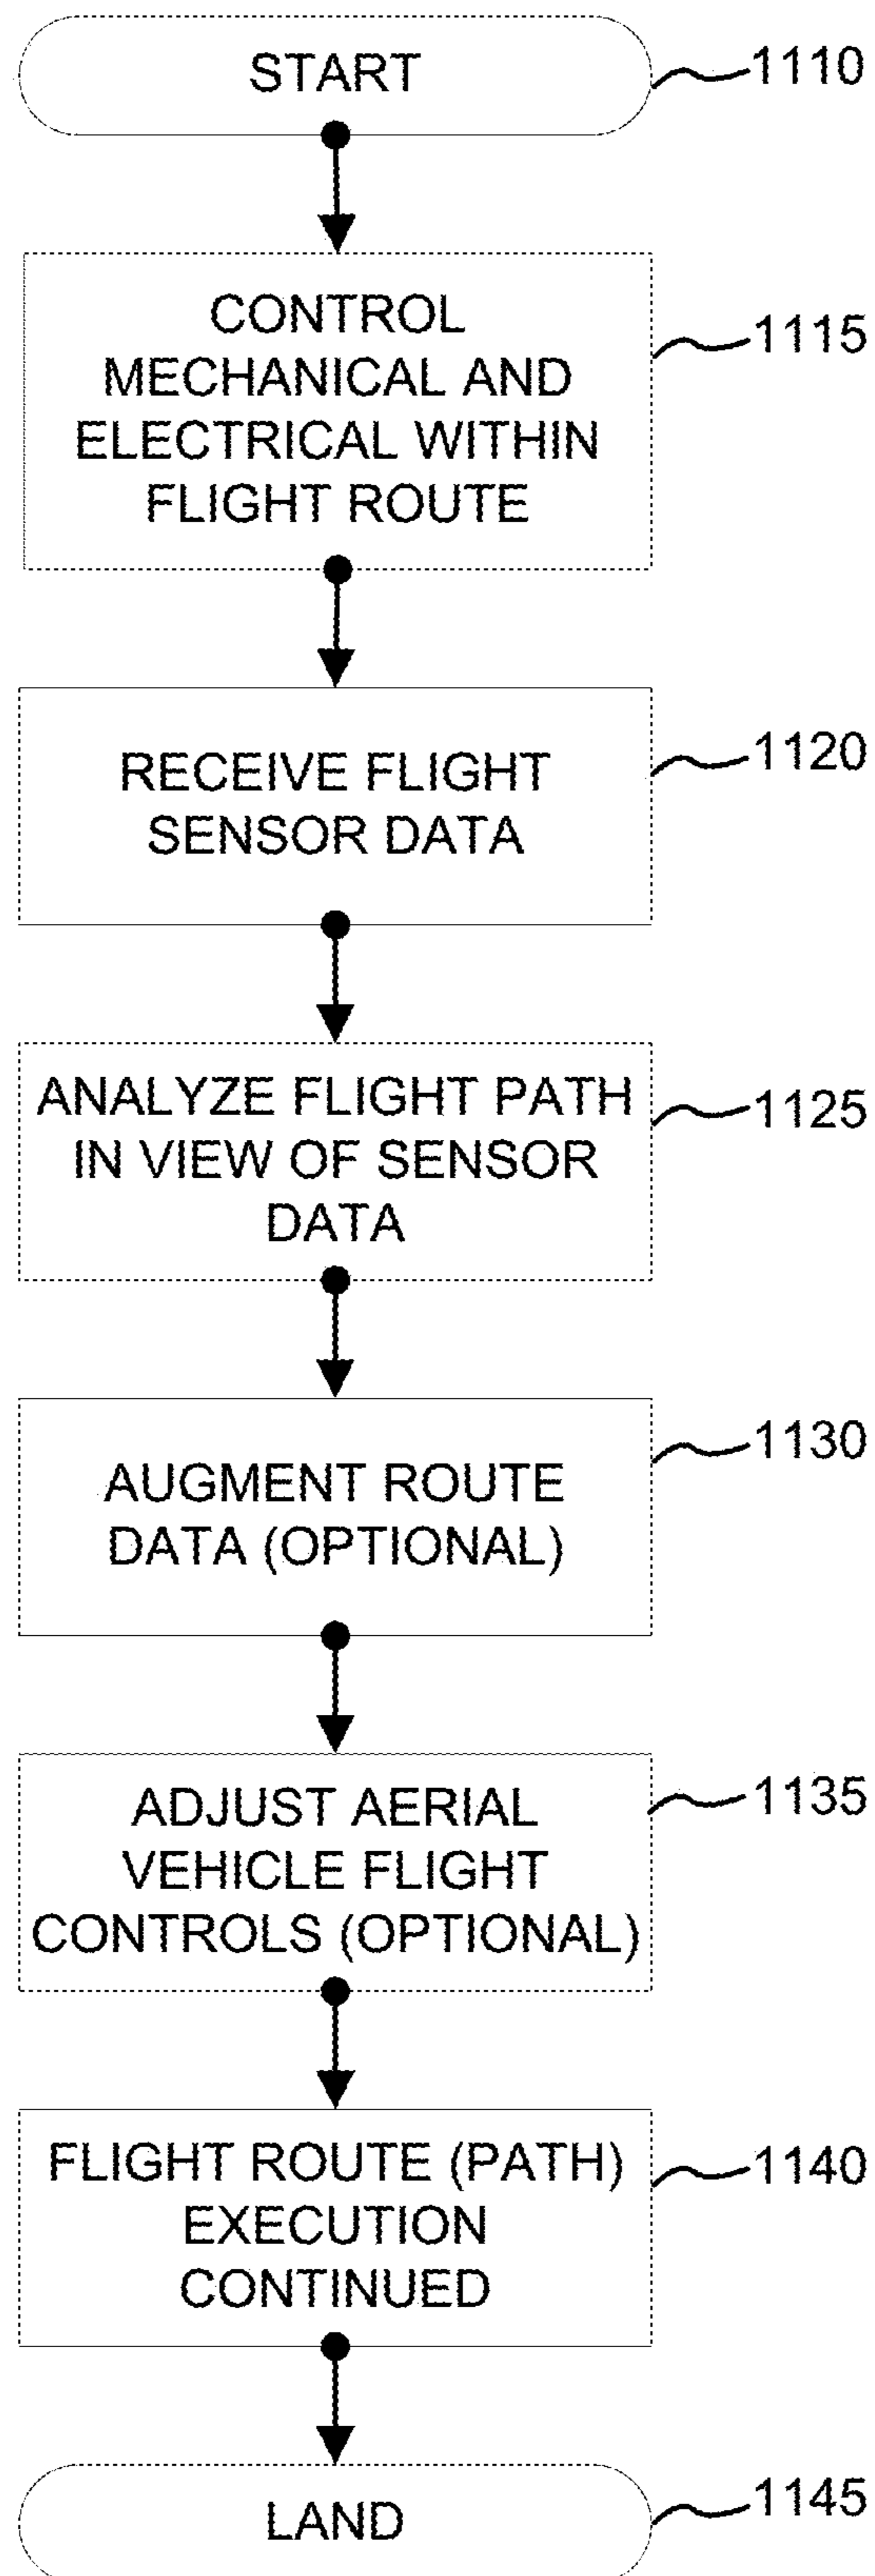 START
1110
CONTROL
MECHANICAL AND
ELECTRICAL WITHIN
FLIGHT ROUTE
1115
RECEIVE FLIGHT
SENSOR DATA
1120
ANALYZE FLIGHT PATH
IN VIEW OF SENSOR
DATA
1125
AUGMENT ROUTE
DATA (OPTIONAL)
1130
ADJUST AERIAL
VEHICLE FLIGHT
CONTROLS (OPTIONAL)
1135
FLIGHT ROUTE (PATH)
EXECUTION
CONTINUED
1140
LAND
1145